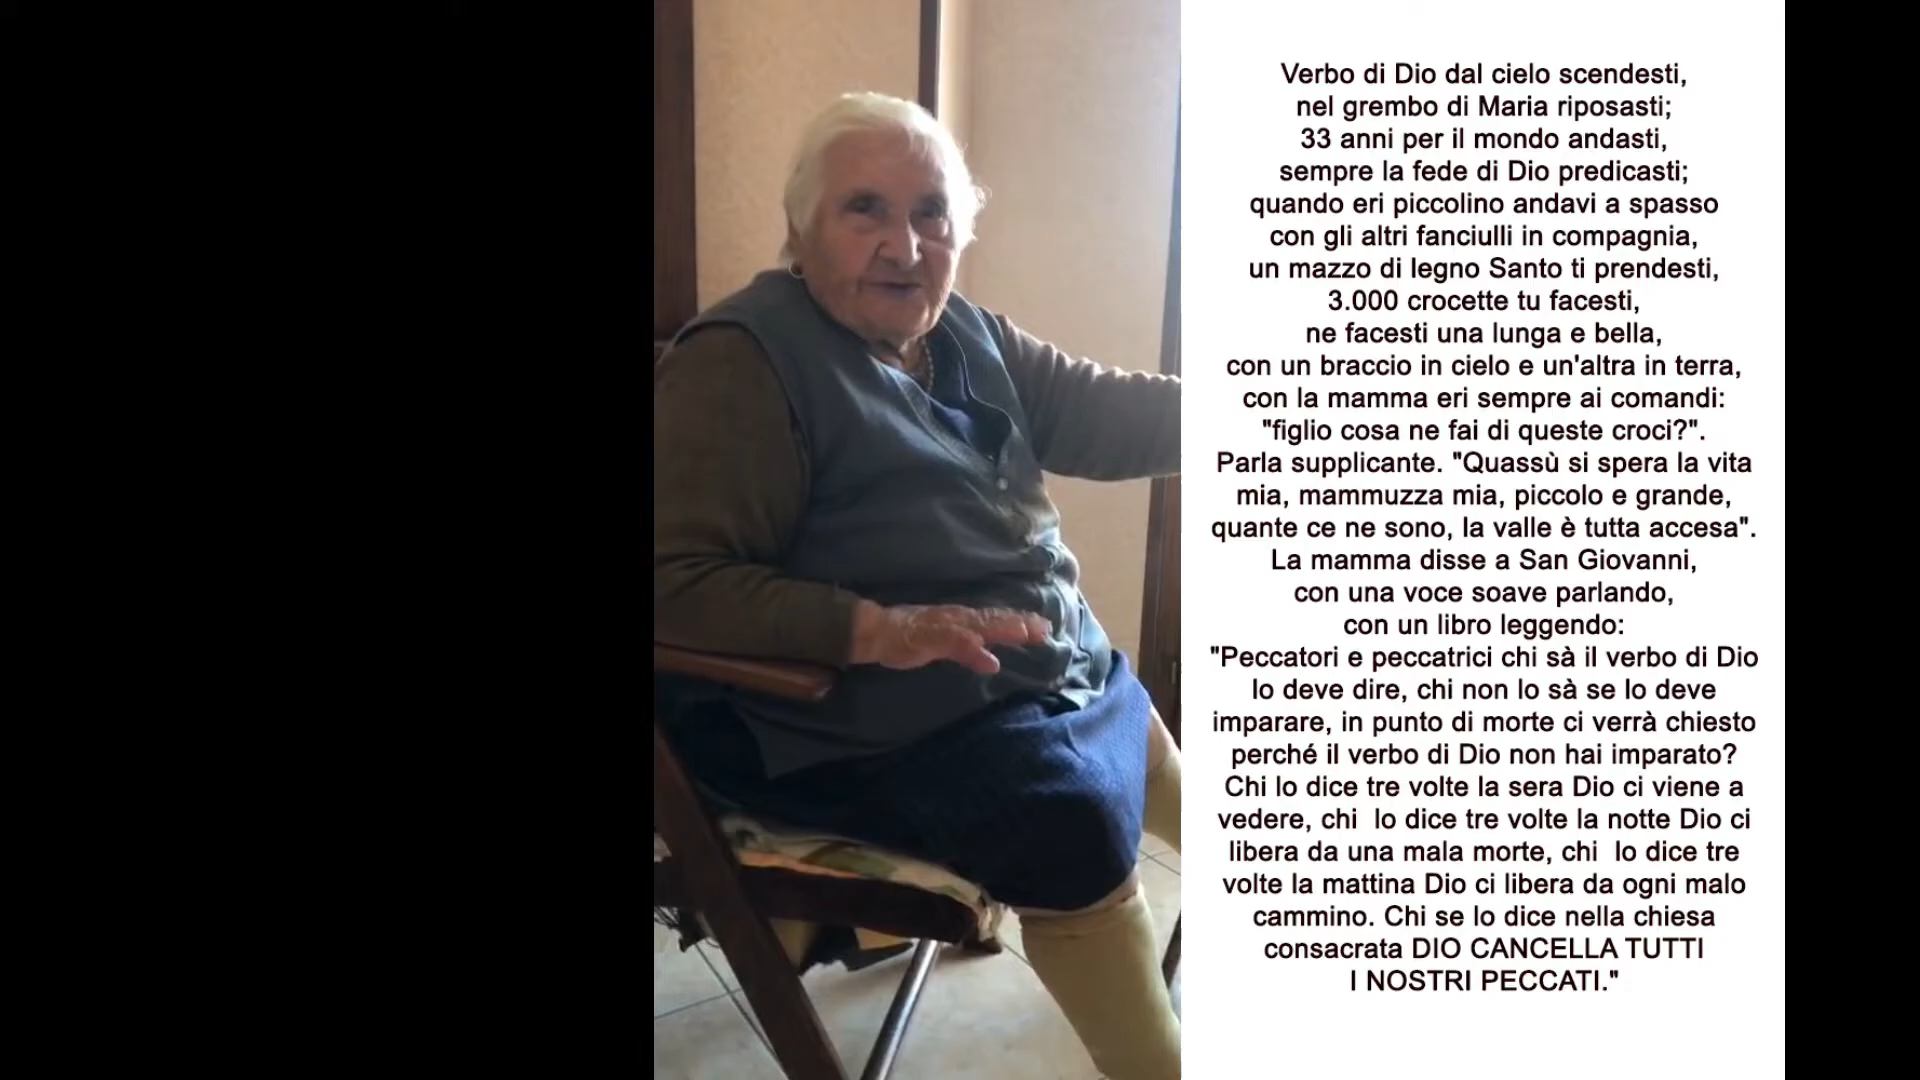 Verbo di Dio dal cielo scendesti,
nel grembo di Maria riposasti;
33 anni per il mondo andasti,
sempre la fede di Dio predicasti;
quando eri piccolino andavi a spasso
con gli altri fanciulli in compagnia,
un mazzo di legno Santo ti prendesti,
3.000 crocette tu facesti,
ne facesti una lunga e bella,
con un braccio in cielo e un'altra in terra,
con la mamma eri sempre ai comandi:
"figlio cosa ne fai di queste croci?".
Parla supplicante. "Quassù si spera la vita
mia, mammuzza mia, piccolo e grande,
quante ce ne sono, la valle è tutta accesa".
La mamma disse a San Giovanni,
con una voce soave parlando,
con un libro leggendo:
"Peccatori e peccatrici chi sà il verbo di Dio
lo deve dire, chi non lo sà se lo deve
imparare, in punto di morte ci verrà chiesto
perché il verbo di Dio non hai imparato?
Chi lo dice tre volte la sera Dio ci viene a
vedere, chi  lo dice tre volte la notte Dio ci
libera da una mala morte, chi  lo dice tre
volte la mattina Dio ci libera da ogni malo
cammino. Chi se lo dice nella chiesa
consacrata DIO CANCELLA TUTTI
I NOSTRI PECCATI."